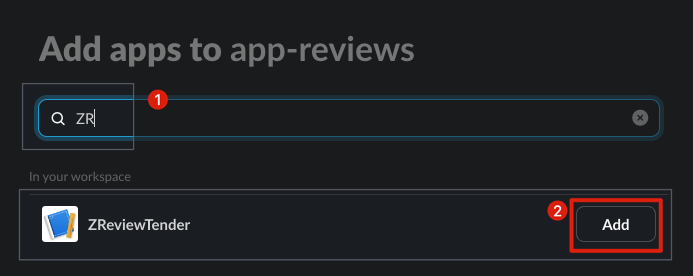 Add apps to app-reviews
1
ZR
In your workspace
ZReviewTender
2
Add